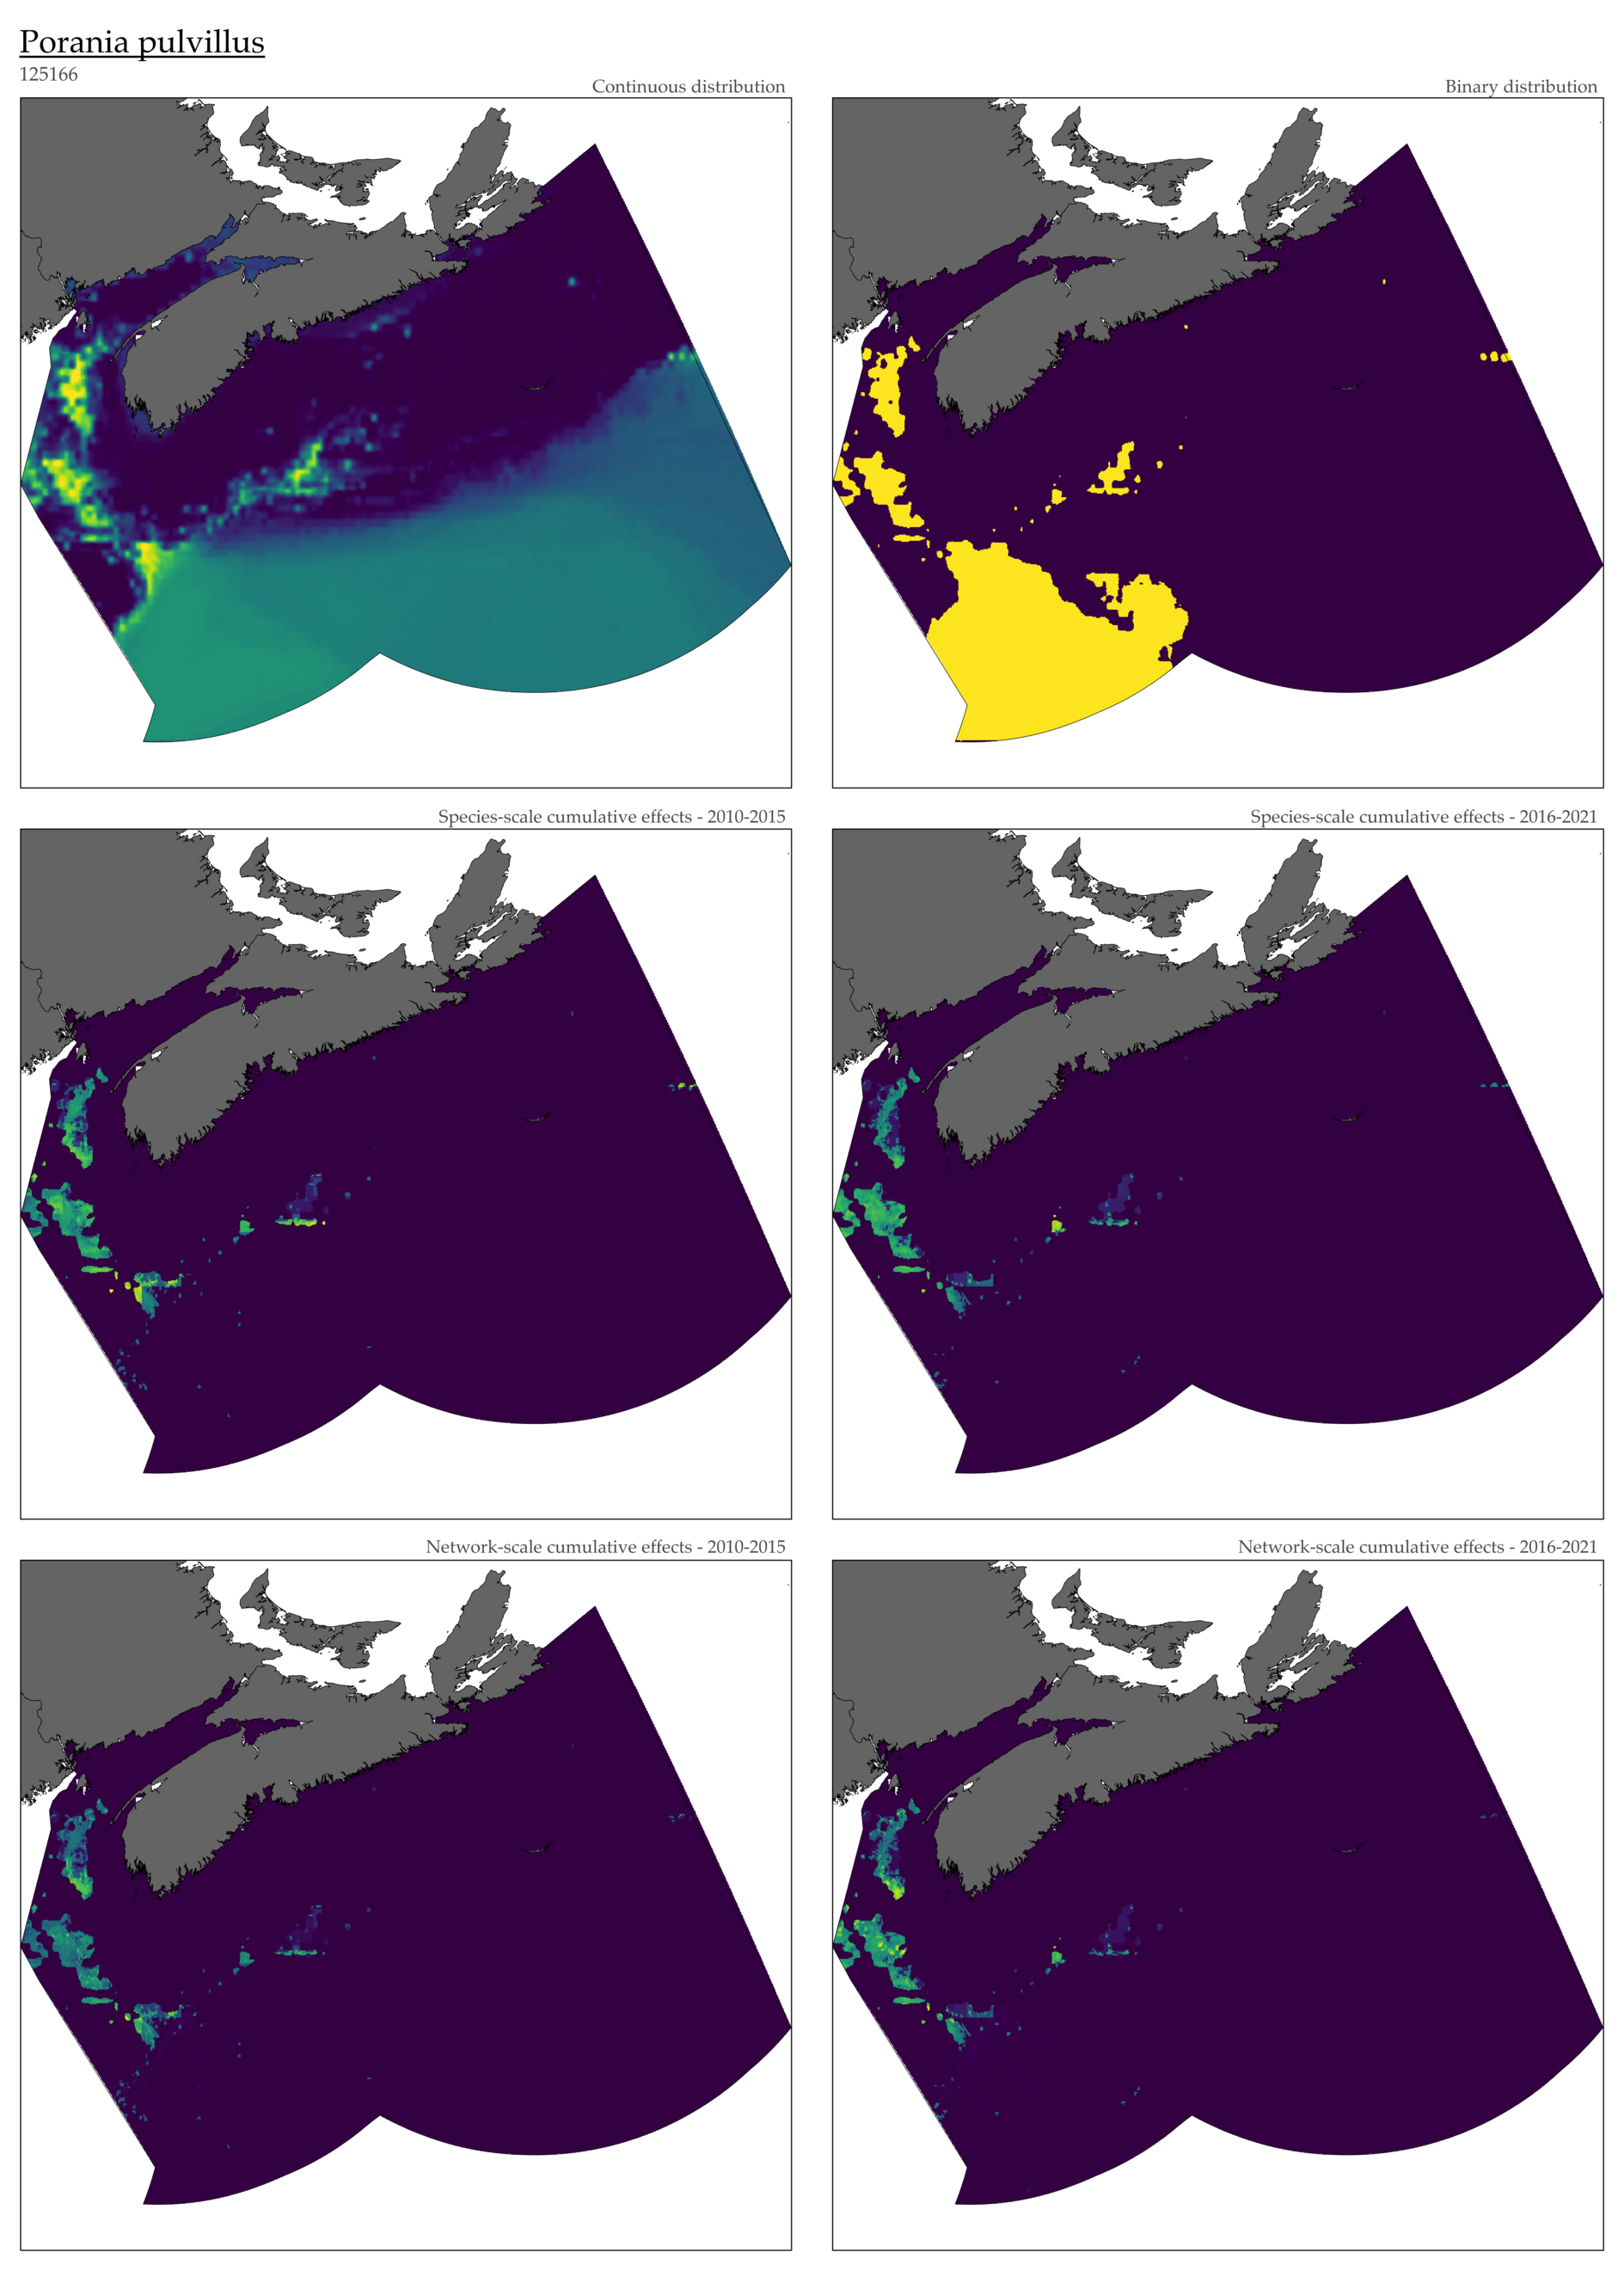 Porania pulvillus
125166
Continuous distribution
Binary distribution
Species-scale cumulative effects - 2010-2015
Species-scale cumulative effects - 2016-2021
Network-scale cumulative effects - 2010-2015
Network-scale cumulative effects - 2016-2021